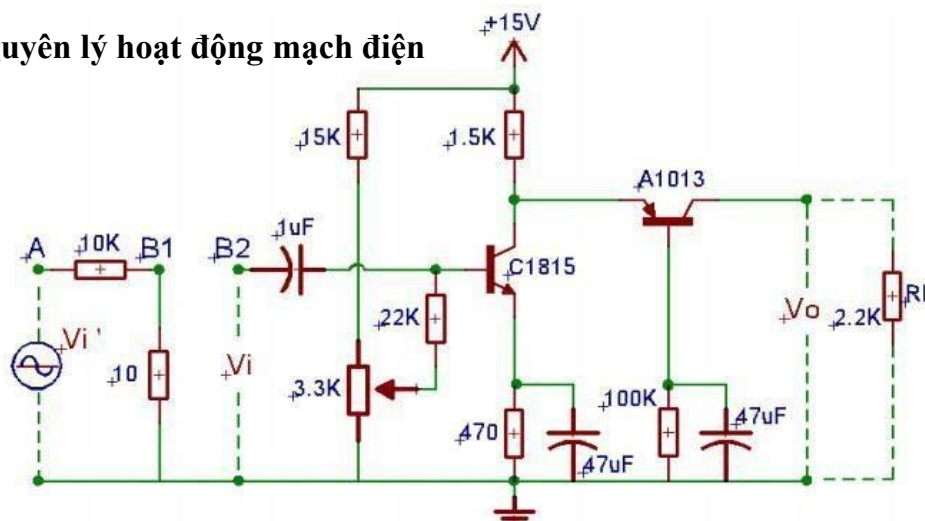 uyên lý hoạt động mạch điện
+15V
15K
1.5K
A1013
1uF
A
10K
B1
B2
C1815
22K
Vi '
10
Vi
3.3K
Vo
2.2K
470
47uF
100K
47uF